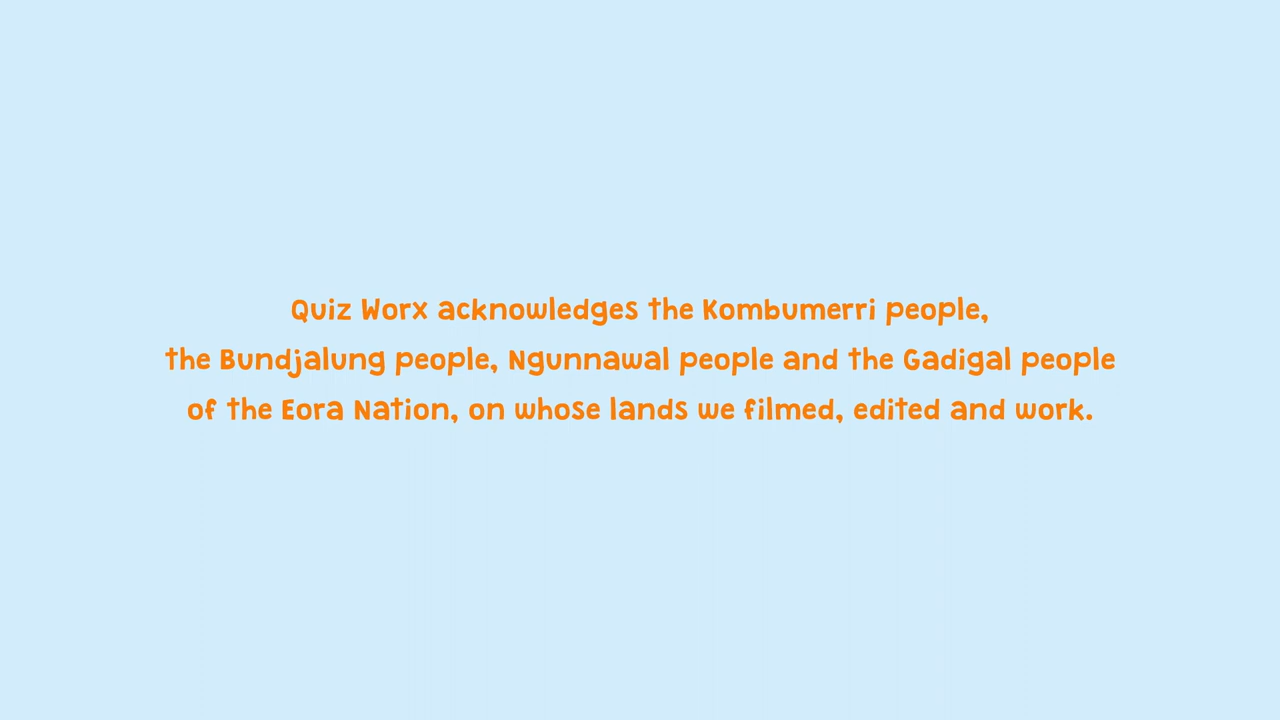 Quiz Worx acknowledges the Kombumerri people,
the Bundjalung people, Ngunnawal people and the Gadigal people
of the Eora Nation, on whose lands we filmed, edited and work.